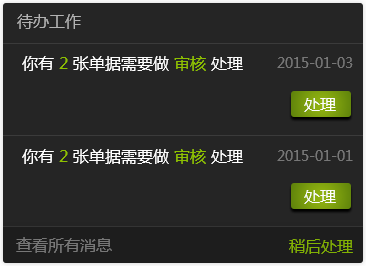 待办工作
你有 2 张单据需要做 审核 处理 2015-01-03
处理
你有 2 张单据需要做 审核 处理 2015-01-01
处理
查看所有消息 稍后处理